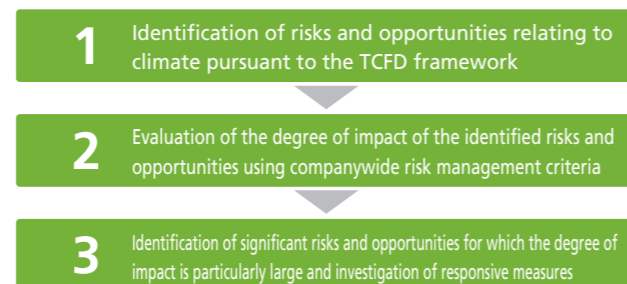 1
Identification of risks and opportunities relating to
climate pursuant to the TCFD framework
2
Evaluation of the degree of impact of the identified risks and
opportunities using companywide risk management criteria
3
Identification of significant risks and opportunities for which the degree of
impact is particularly large and investigation of responsive measures